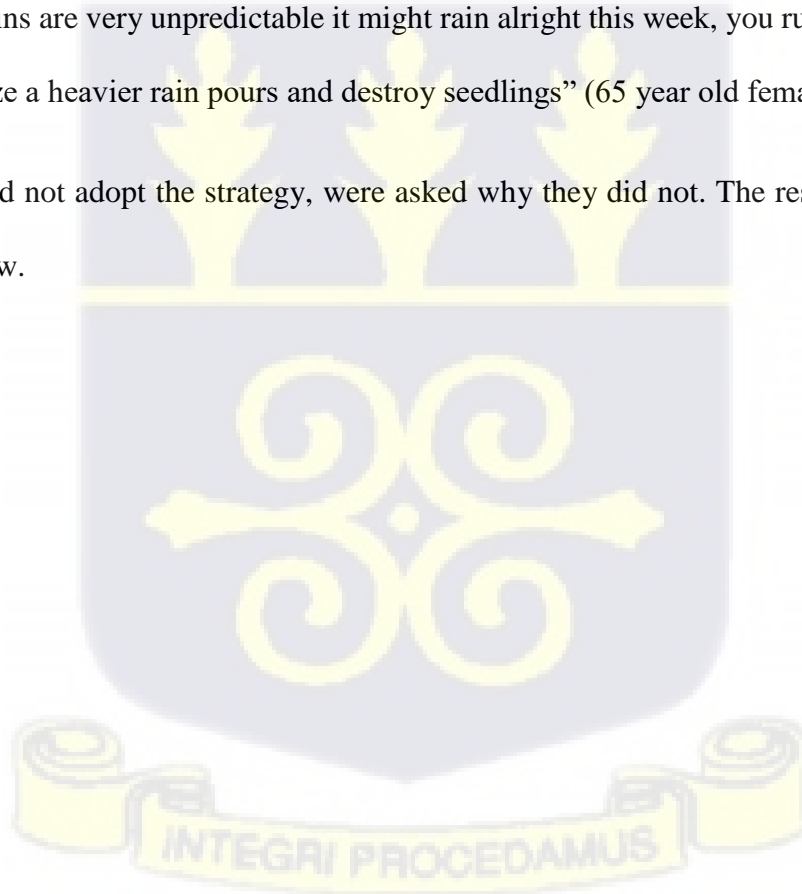 ns are very unpredictable it might rain alright this week, you ru
ze a heavier rain pours and destroy seedlings” (65 year old fema
d not adopt the strategy, were asked why they did not. The res
w.
INTEGRI PROCEDAMUS